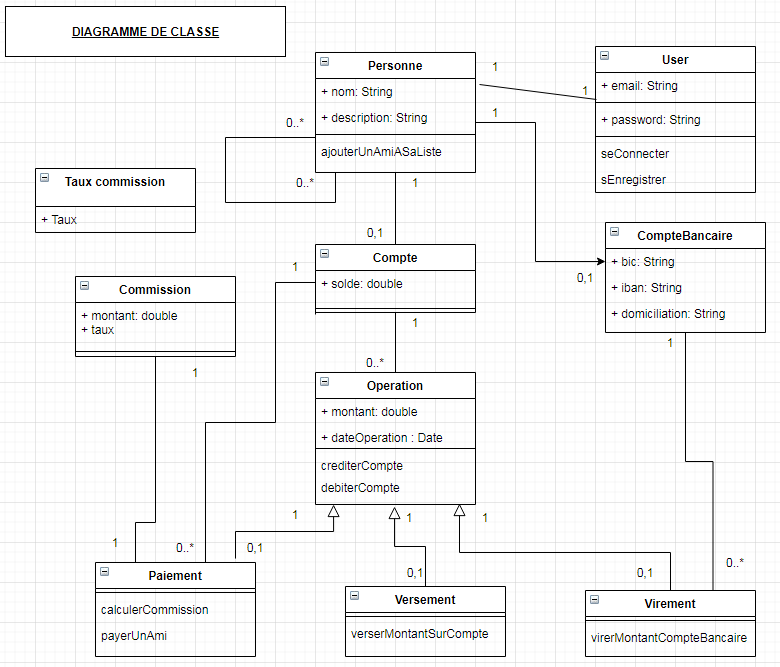 DIAGRAMME DE CLASSE
Personne
+ nom: String
+ description: String
ajouterUnAmiASaListe
1
1
1
User
+ email: String
+ password: String
seConnecter
sEnregistrer
0..*
0..*
Taux commission
+ Taux
1
0,1
CompteBancaire
+ bic: String
+ iban: String
+ domiciliation: String
0,1
1
1
Compte
+ solde: double
1
Commission
+ montant: double
+ taux
1
0..*
Operation
+ montant: double
+ dateOperation : Date
crediterCompte
debiterCompte
1
1
1
1
0..*
0,1
0,1
0,1
0..*
Paiement
calculerCommission
payerUnAmi
Versement
verserMontantSurCompte
Virement
virerMontantCompteBancaire